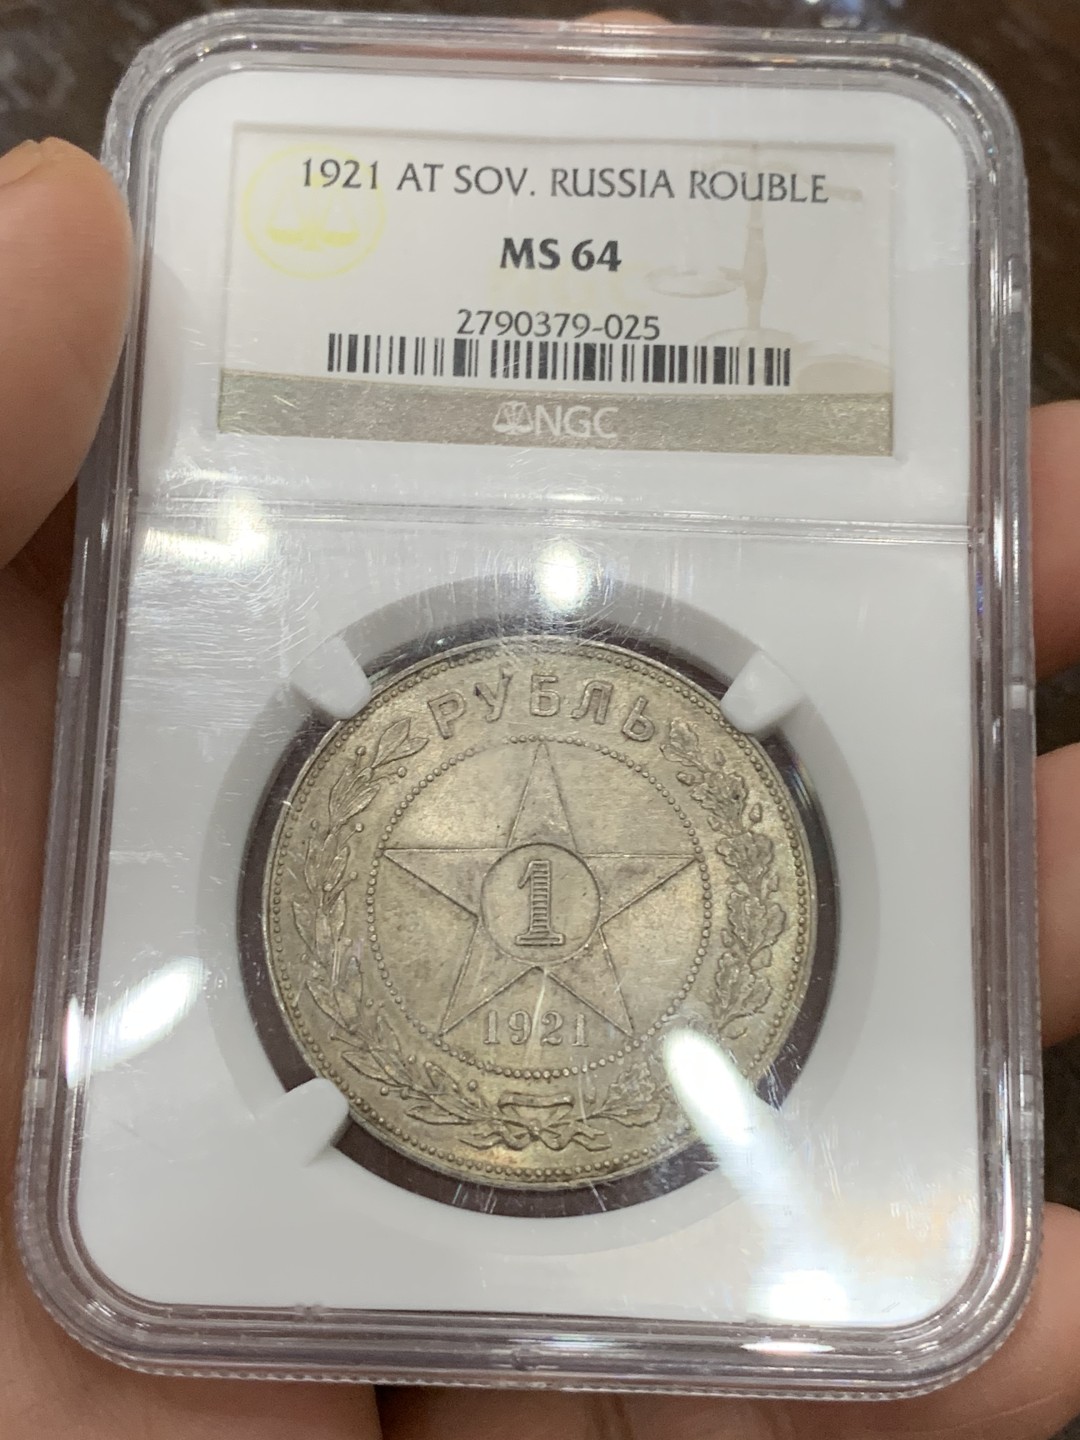 1921 AT SOV. RUSSIA ROUBLE
MS 64
2790379-025
NGC
РУБЛЬ
1
1921